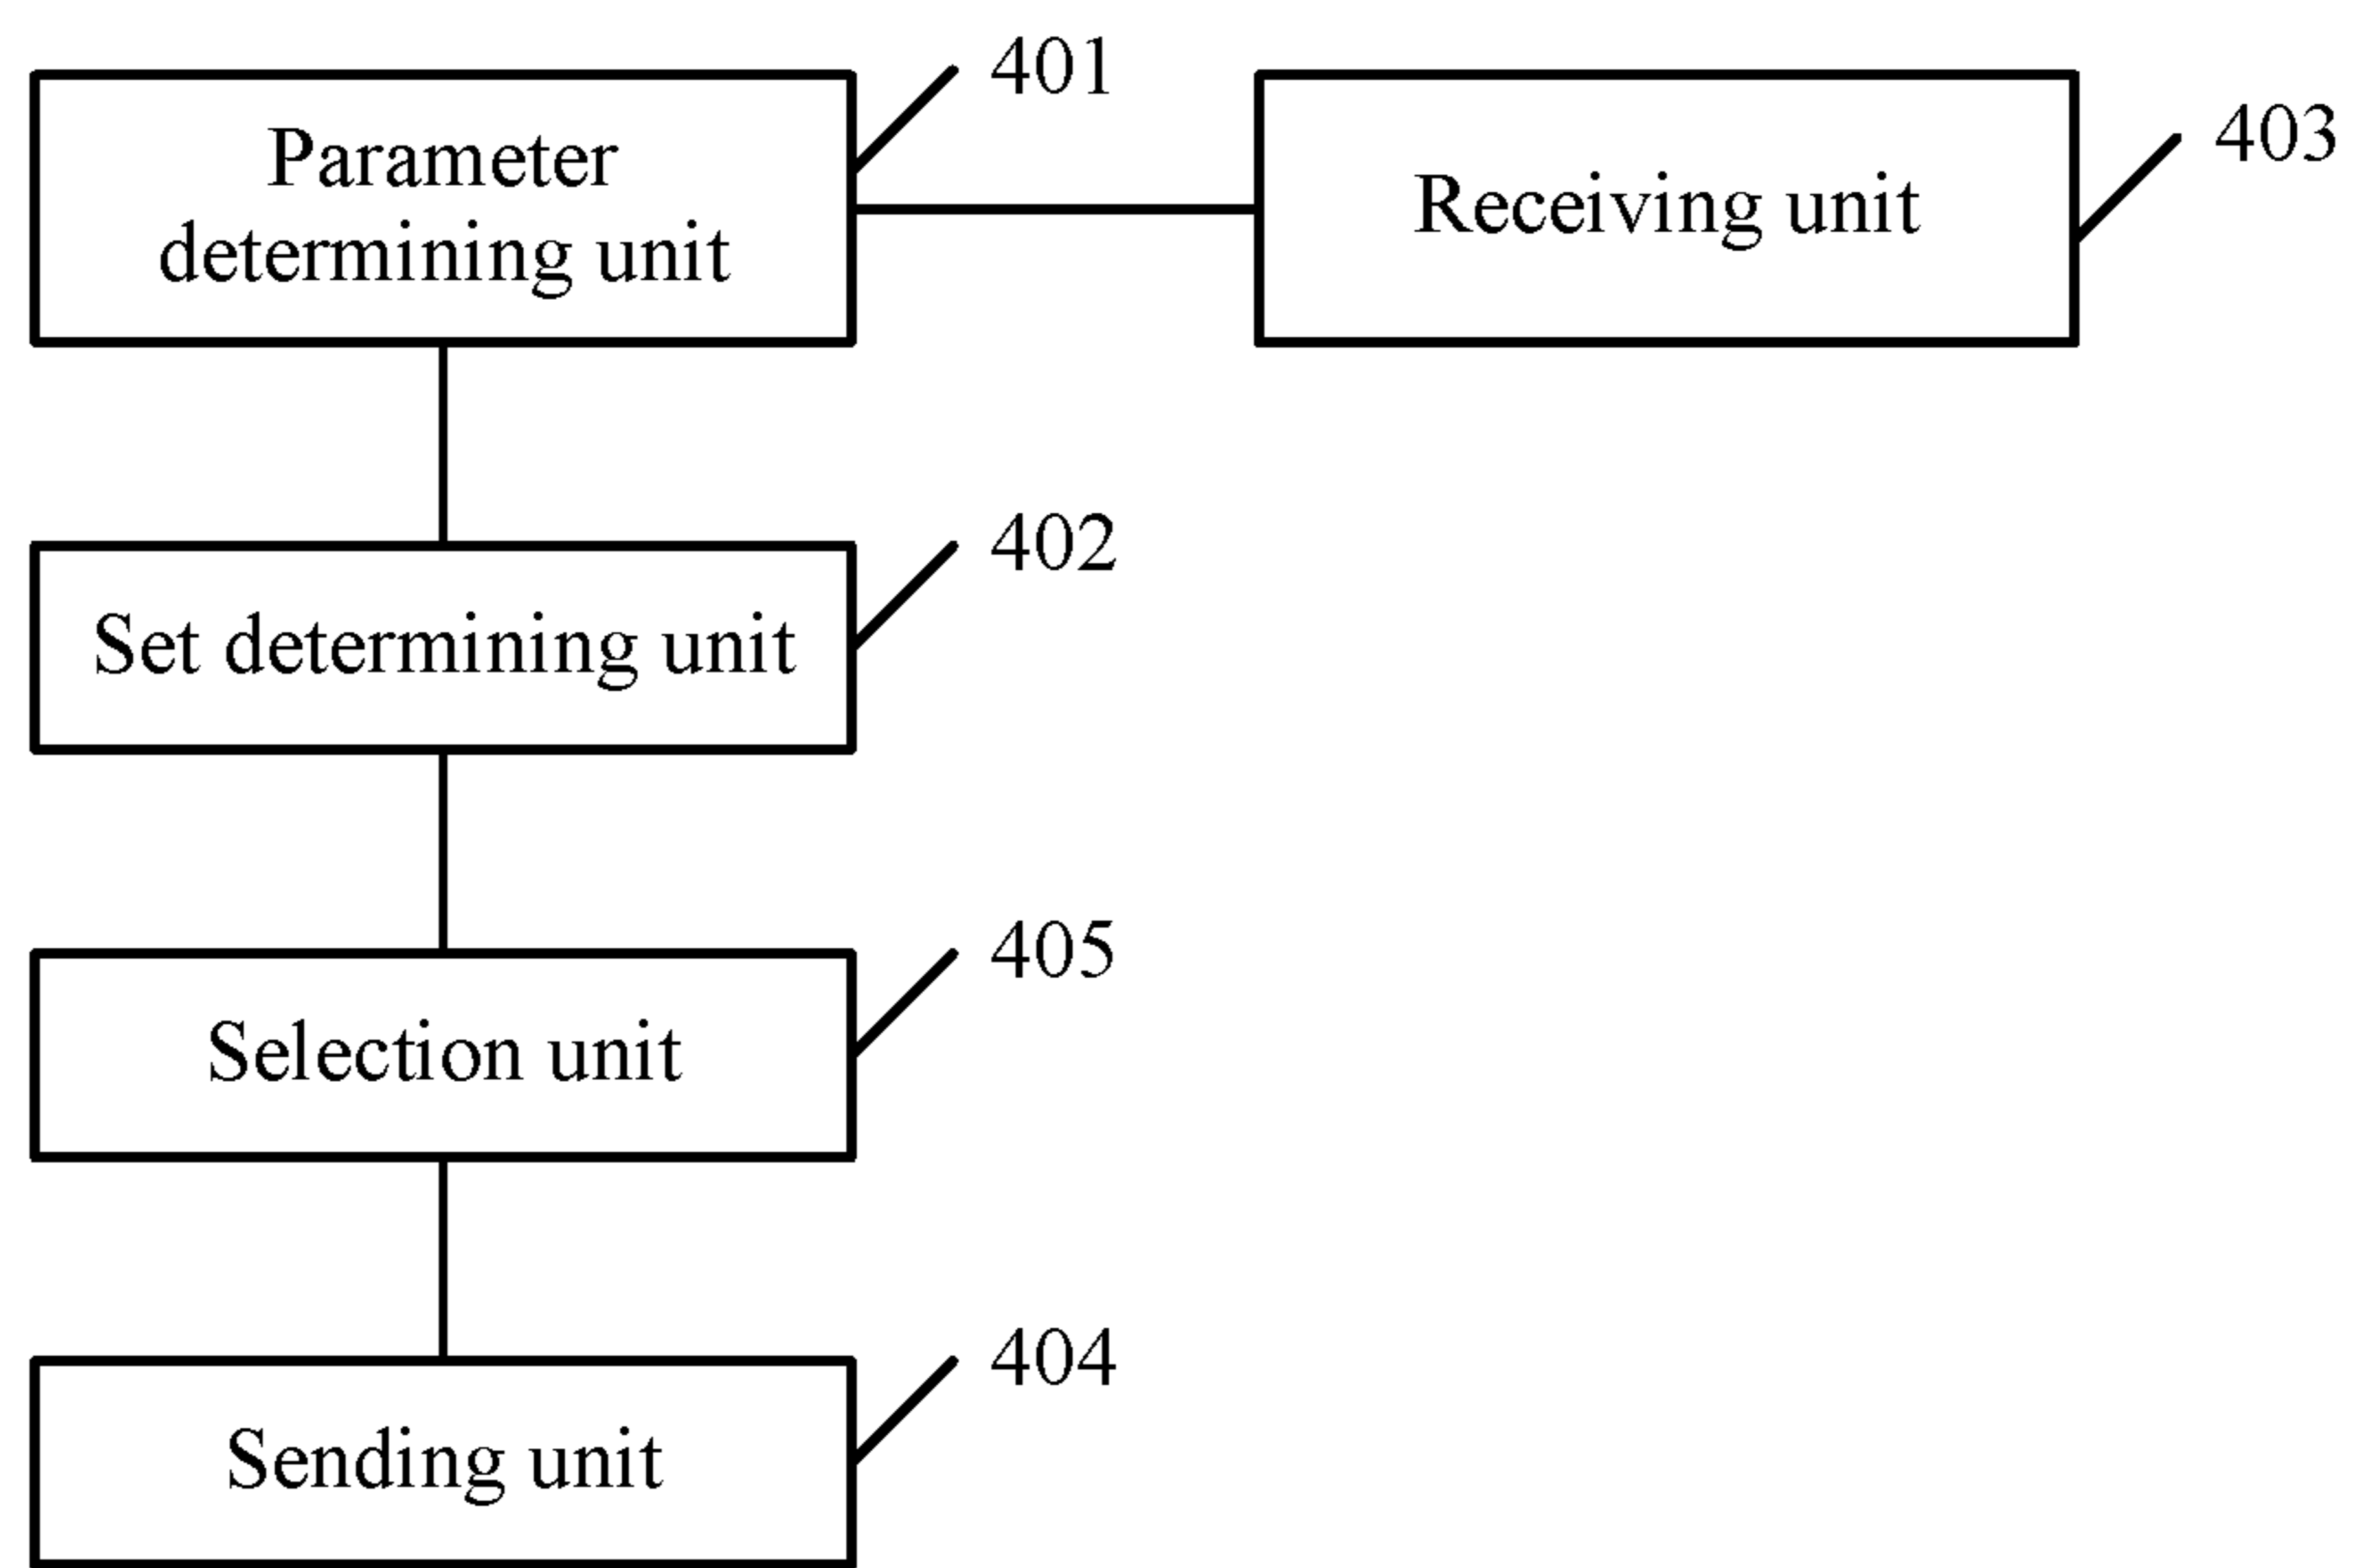 401
Parameter
determining unit
Receiving unit
403
402
Set determining unit
405
Selection unit
404
Sending unit